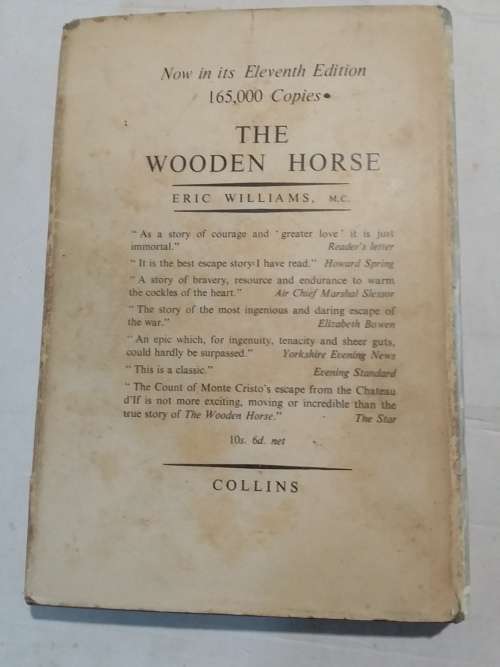 Now in its Eleventh Edition
165,000 Copies
THE
WOODEN HORSE
ERIC WILLIAMS, M.C.
"As a story of courage and 'greater love' it is just
immortal." Reader's letter
"It is the best escape story I have read." Howard Spring
"A story of bravery, resource and endurance to warm
the cockles of the heart." Air Chief Marshal Slessor
"The story of the most ingenious and daring escape of
the war." Elizabeth Bowen
"An epic which, for ingenuity, tenacity and sheer guts,
could hardly be surpassed." Yorkshire Evening News
"This is a classic." Evening Standard
"The Count of Monte Cristo's escape from the Chateau
d'If is not more exciting, moving or incredible than the
true story of The Wooden Horse." The Star
10s. 6d. net
COLLINS